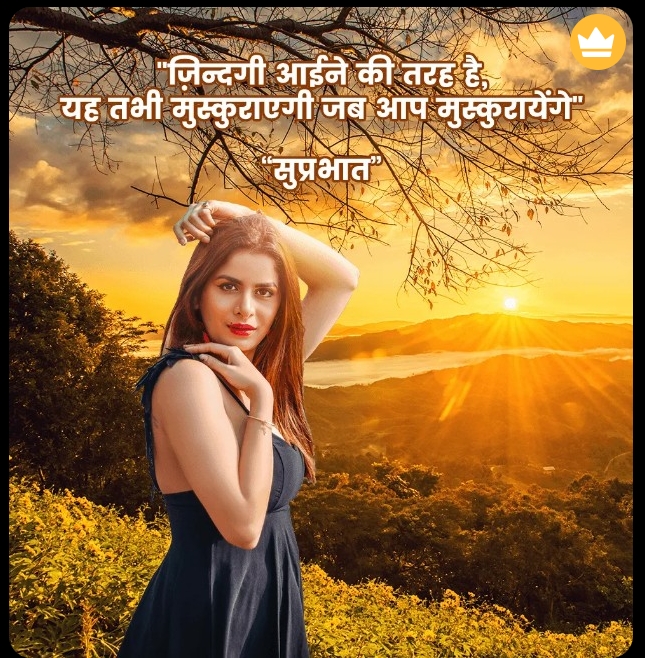 "ज़िन्दगी आईने की तरह है,
यह तभी मुस्कुराएगी जब आप मुस्कुरायेंगे"
“सुप्रभात”